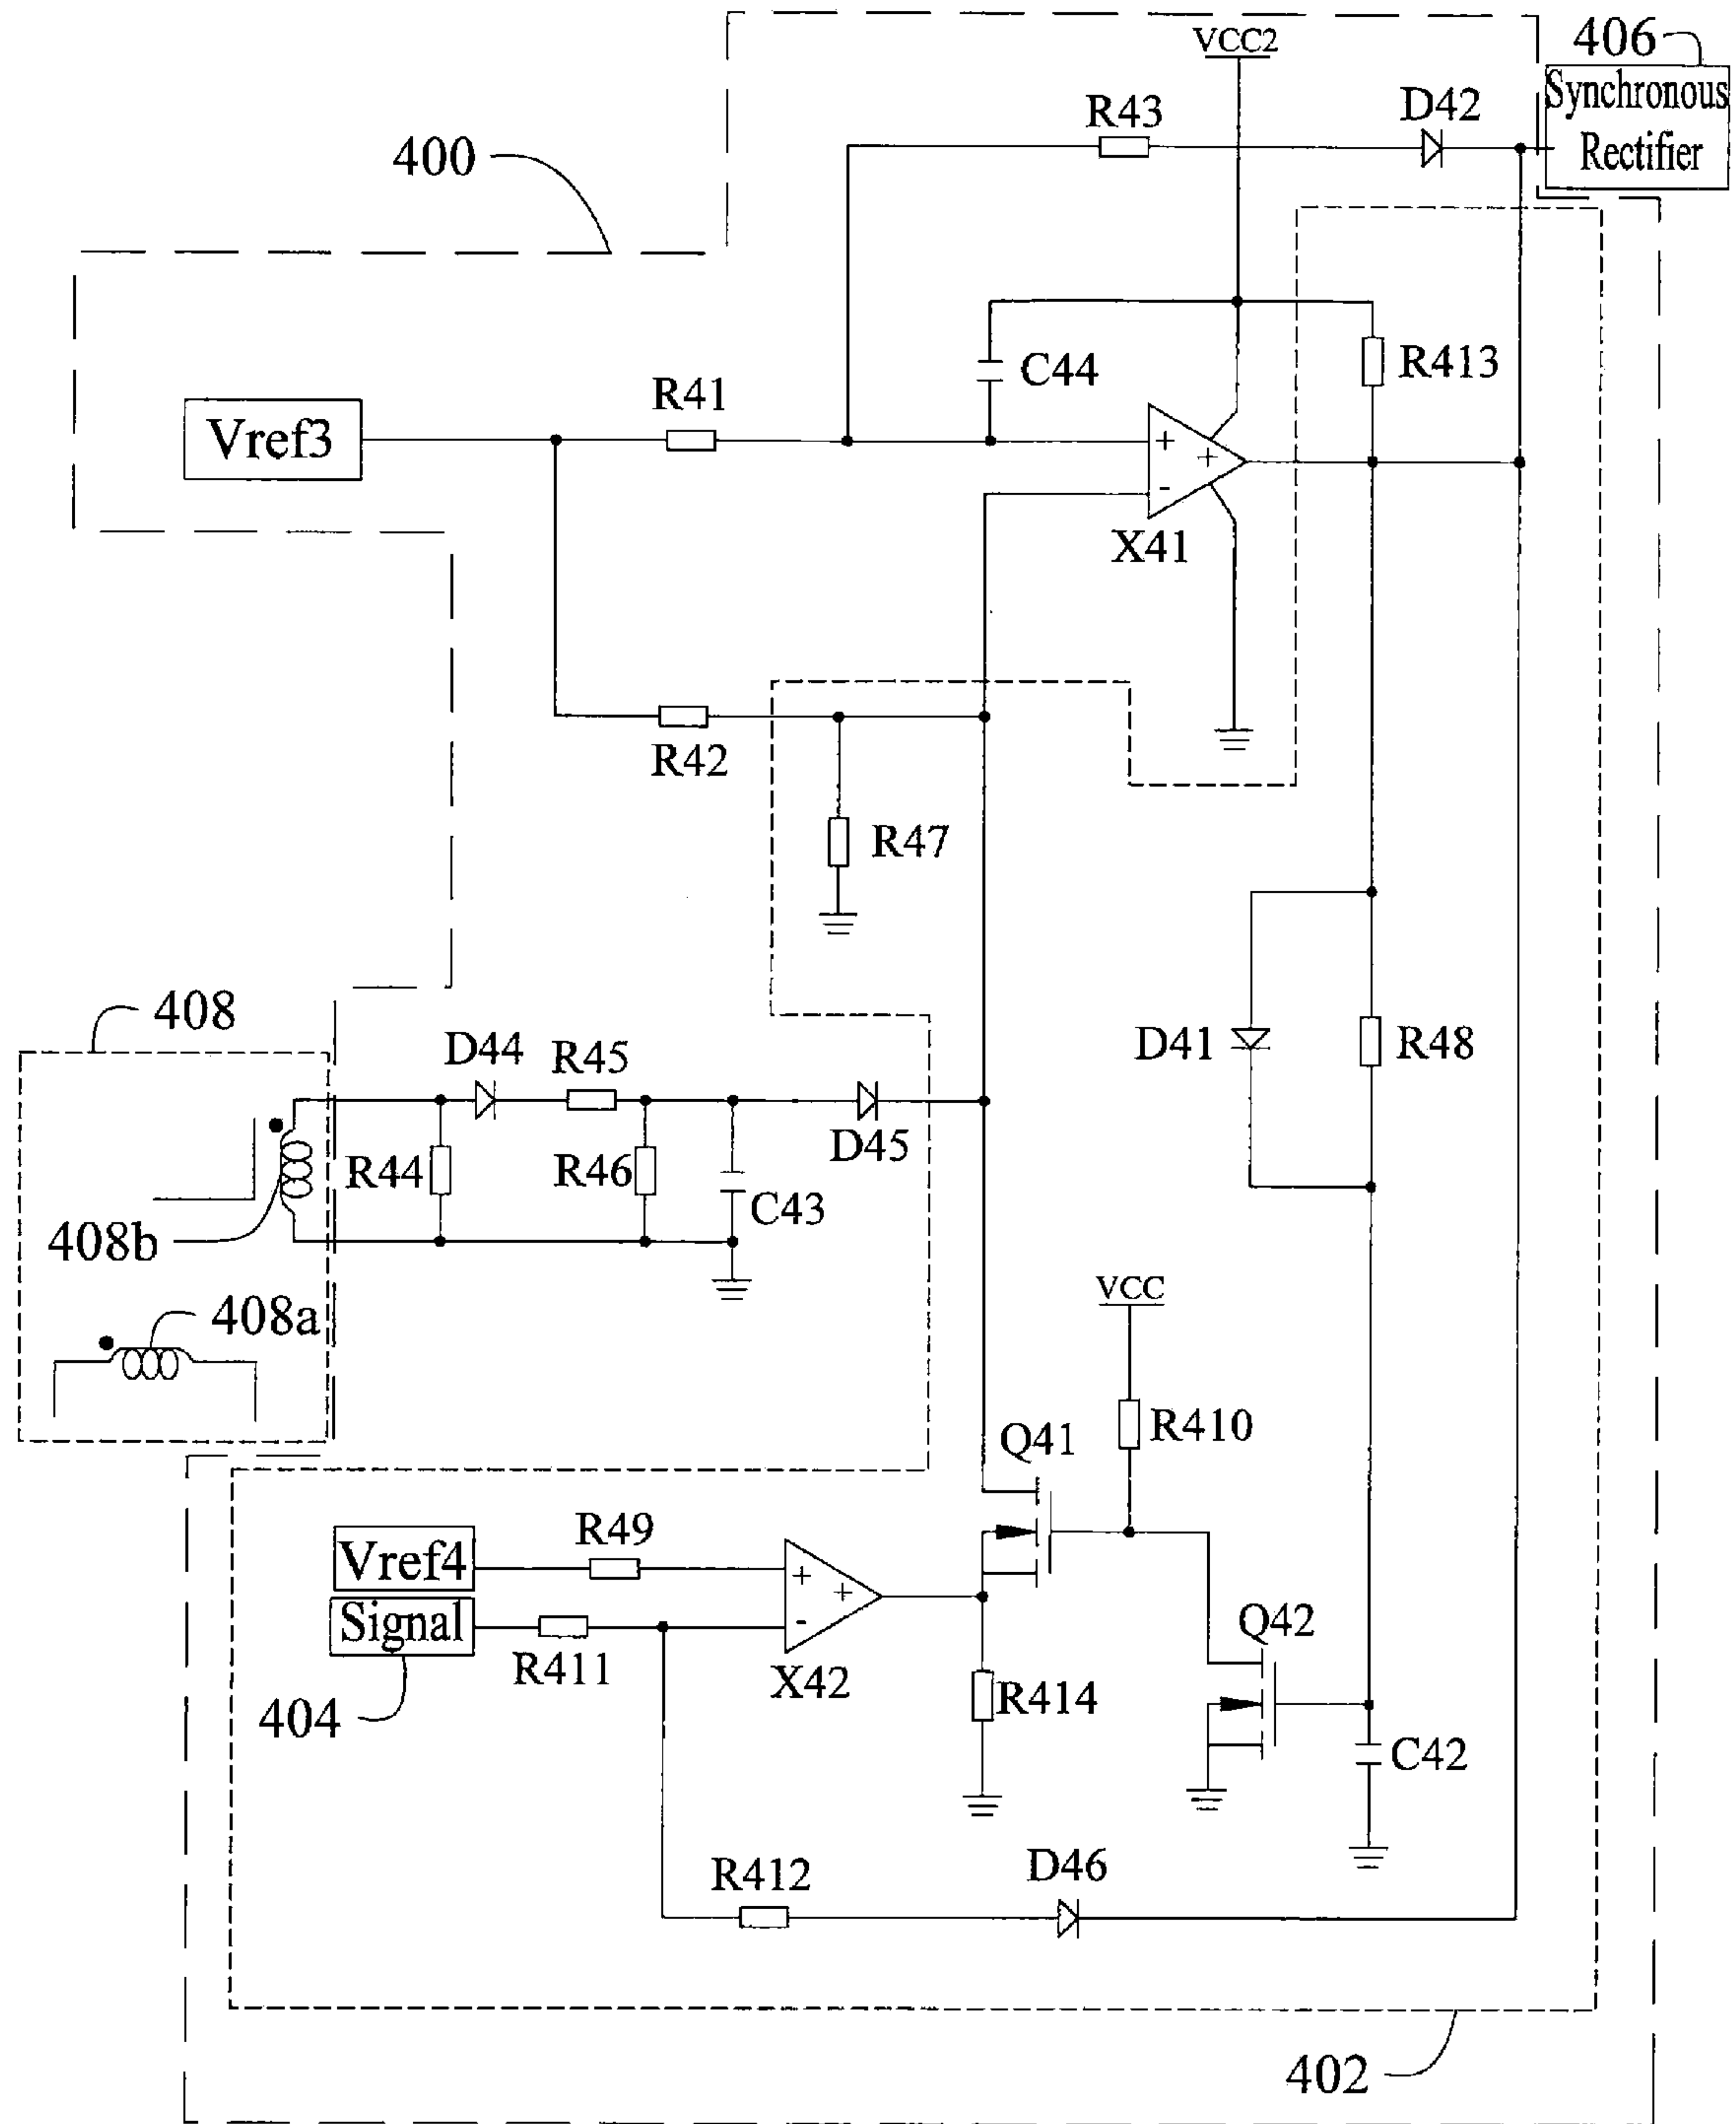 VCC2
406
Synchronous
Rectifier
R43
D42
400
C44
R413
R41
Vref3
+
+
-
X41
R42
R47
408
D44
R45
D41
R48
D45
R44
R46
C43
408b
VCC
408a
R410
Q41
R49
Vref4
+
+
Signal
-
Q42
R411
X42
R414
404
C42
R412
D46
402